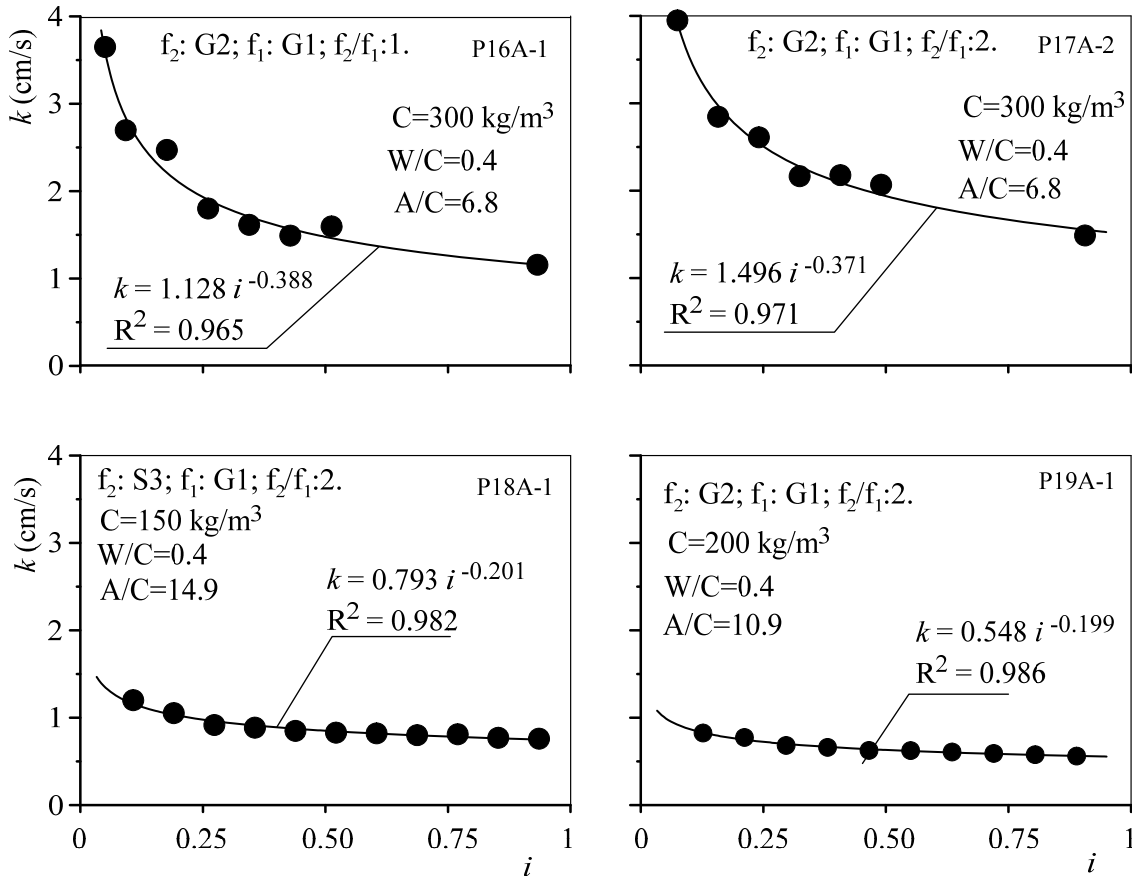 4
3
2
1
0
k (cm/s)
f₂: G2; f₁: G1; f₂/f₁:1.
P16A-1
C=300 kg/m³
W/C=0.4
A/C=6.8
k = 1.128 i^-0.388
R² = 0.965
f₂: G2; f₁: G1; f₂/f₁:2.
P17A-2
C=300 kg/m³
W/C=0.4
A/C=6.8
k = 1.496 i^-0.371
R² = 0.971
4
3
2
1
0
k (cm/s)
f₂: S3; f₁: G1; f₂/f₁:2.
P18A-1
C=150 kg/m³
W/C=0.4
A/C=14.9
k = 0.793 i^-0.201
R² = 0.982
0 0.25 0.5 0.75 1
i
P19A-1
f₂: G2; f₁: G1; f₂/f₁:2.
C=200 kg/m³
W/C=0.4
A/C=10.9
k = 0.548 i^-0.199
R² = 0.986
0 0.25 0.5 0.75 1
i